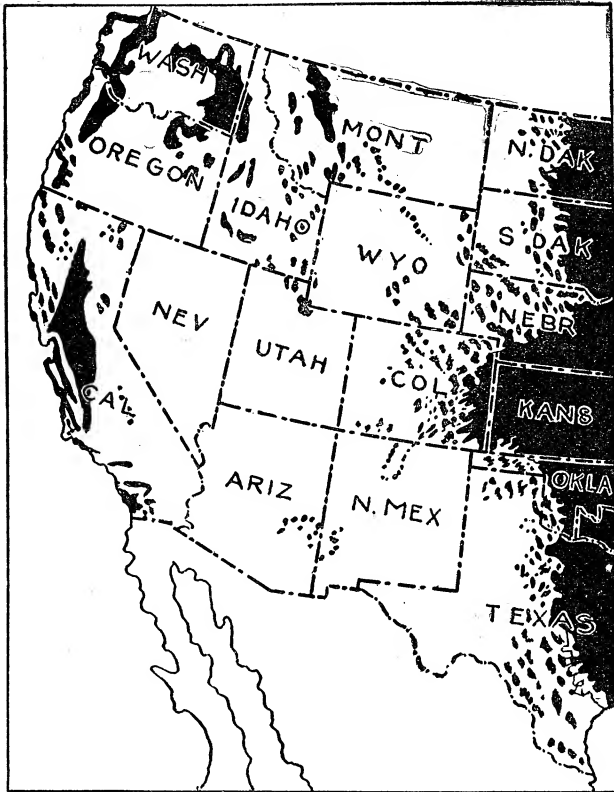 WASH
MONT
N. DAK
OREGON
IDAHO
S DAK
WYO
NEBR
NEV
UTAH
COL
CAL
KANS
OKLA
ARIZ
N. MEX
TEXAS